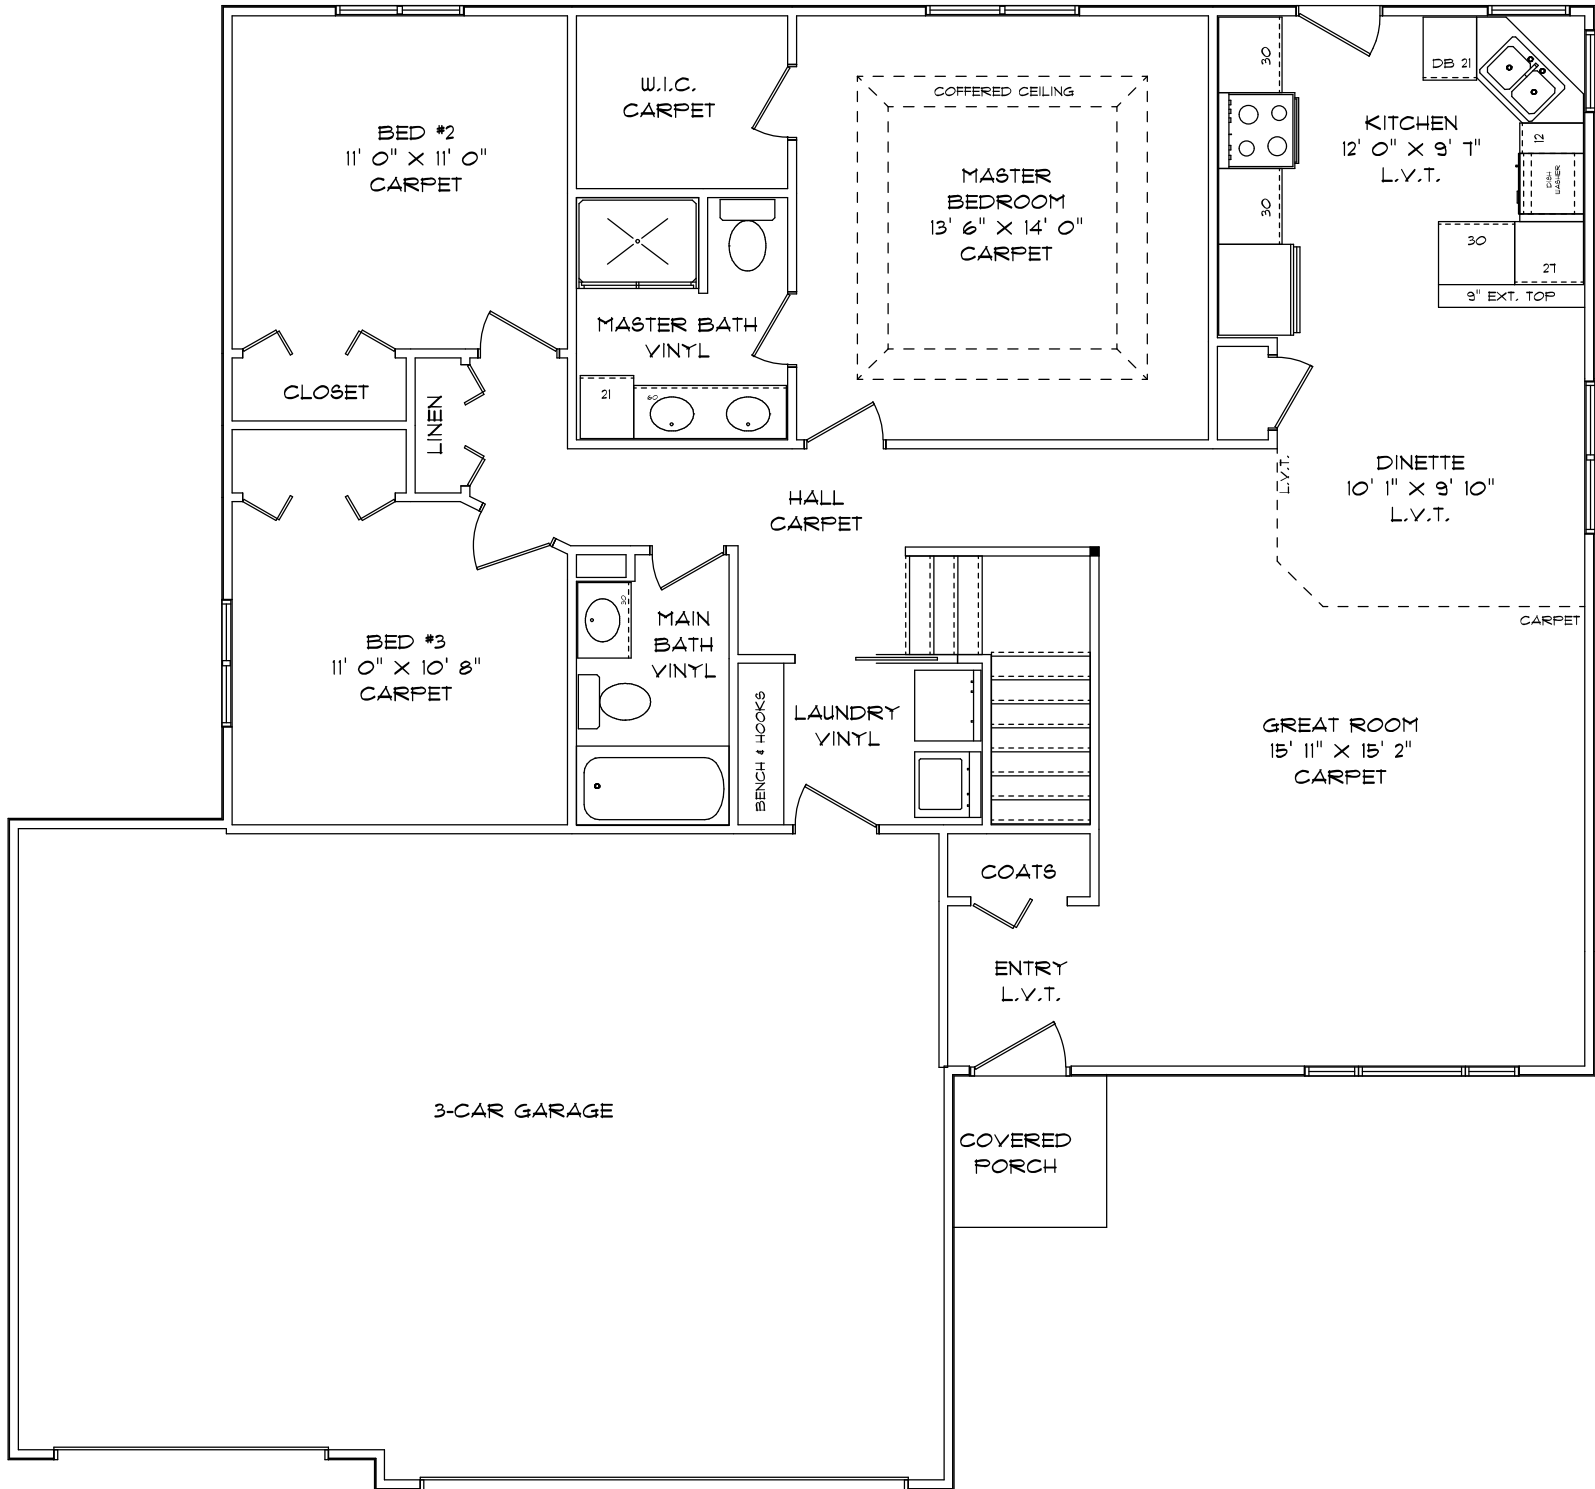 BED #2
11' 0" X 11' 0"
CARPET
W.I.C.
CARPET
COFFERED CEILING
MASTER
BEDROOM
13' 6" X 14' 0"
CARPET
30
DB 21
KITCHEN
12' 0" X 9' 7"
L.V.T.
12
DISH
WASHER
30
30
27
9" EXT. TOP
MASTER BATH
VINYL
21
60
CLOSET
LINEN
HALL
CARPET
L.V.T.
DINETTE
10' 1" X 9' 10"
L.V.T.
CARPET
BED #3
11' 0" X 10' 8"
CARPET
30
MAIN
BATH
VINYL
BENCH & HOOKS
LAUNDRY
VINYL
GREAT ROOM
15' 11" X 15' 2"
CARPET
COATS
ENTRY
L.V.T.
3-CAR GARAGE
COVERED
PORCH